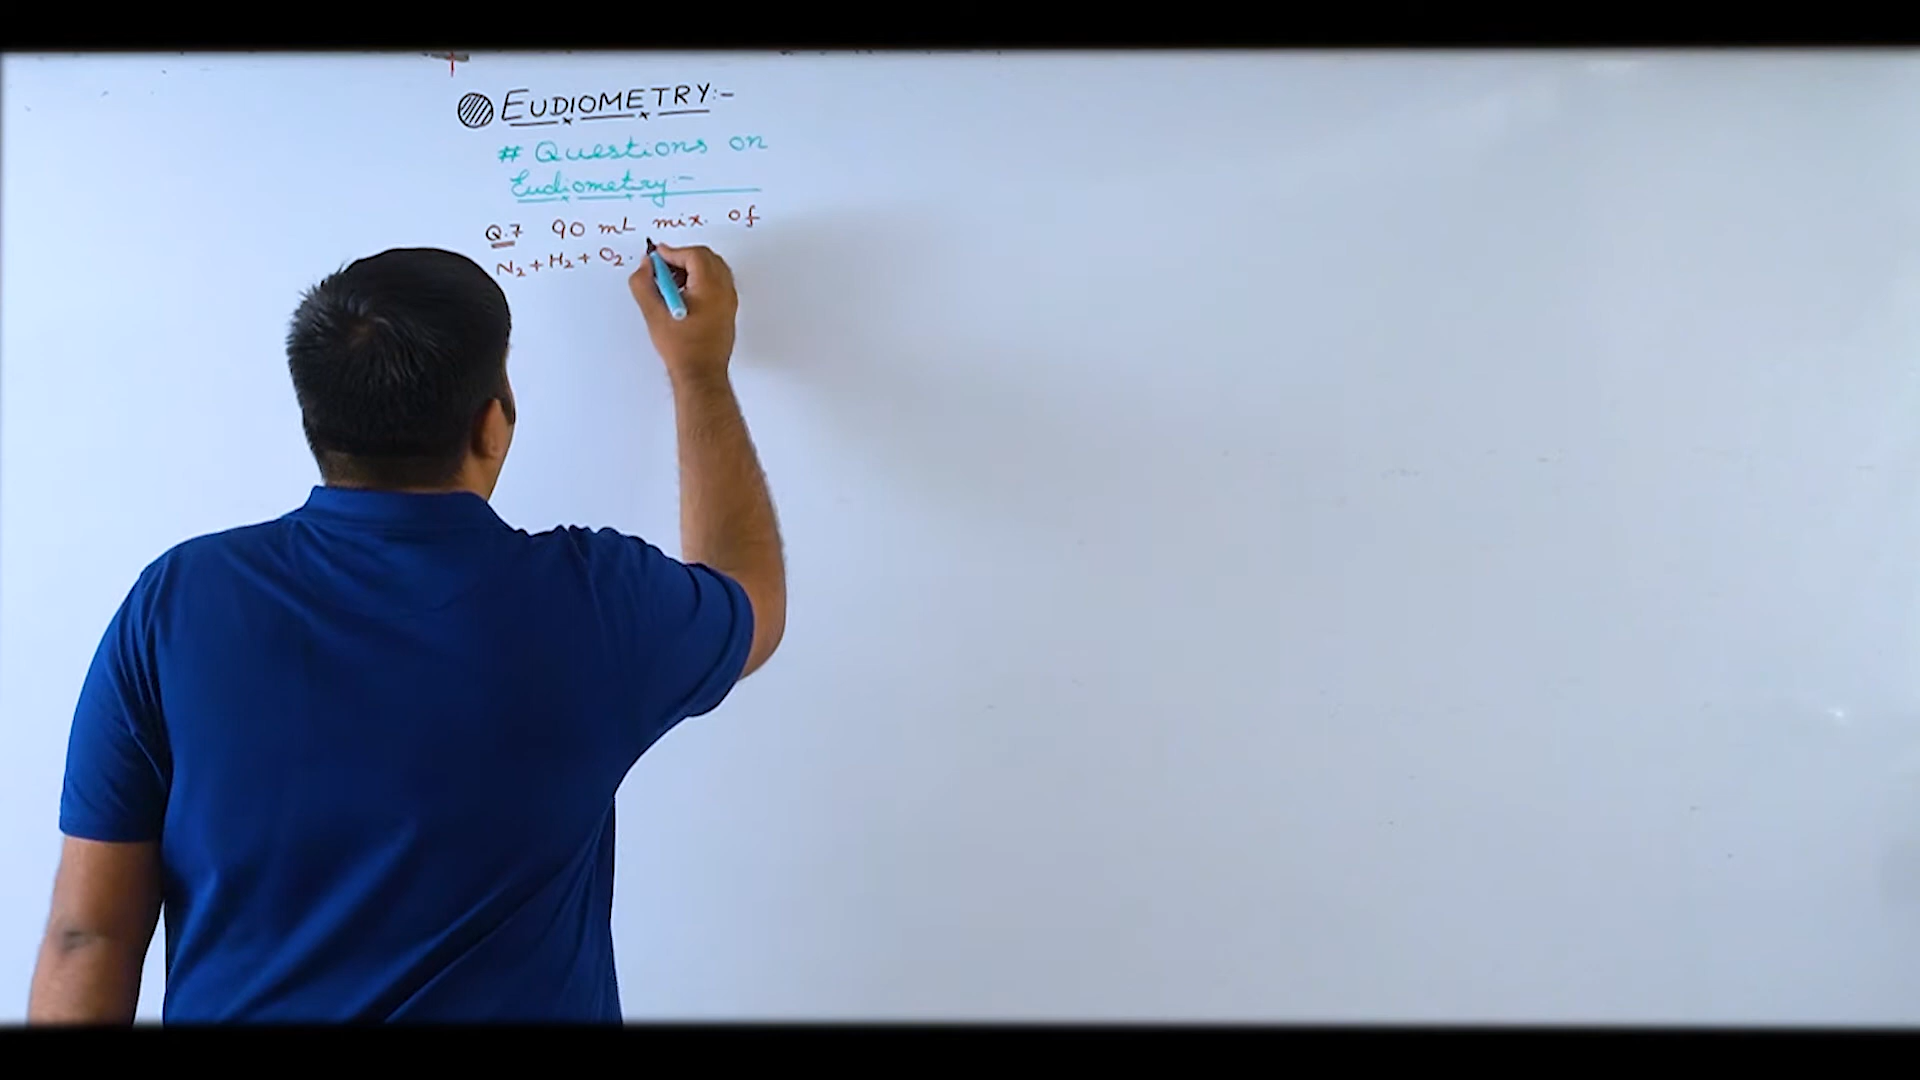 EUDIOMETRY:-
# Questions on
Eudiometry:-
Q.7 90 mL mix. of
N₂+H₂+O₂.